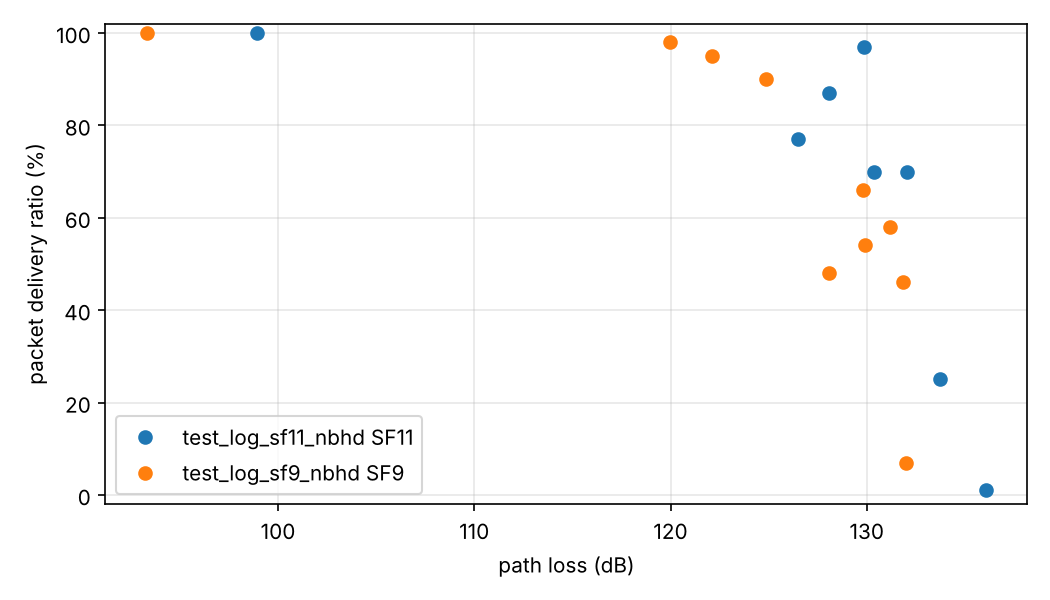 100
80
60
40
20
0
packet delivery ratio (%)
test_log_sf11_nbhd SF11
test_log_sf9_nbhd SF9
100 110 120 130
path loss (dB)